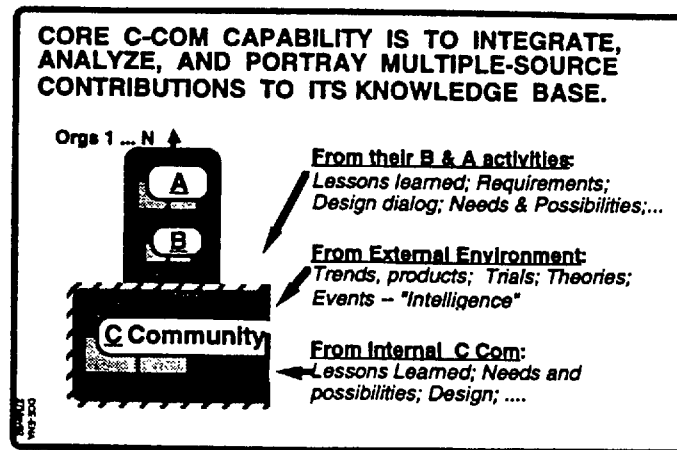 CORE C-COM CAPABILITY IS TO INTEGRATE,
ANALYZE, AND PORTRAY MULTIPLE-SOURCE
CONTRIBUTIONS TO ITS KNOWLEDGE BASE.
Orgs 1 ... N
A
B
C Community
From their B & A activities:
Lessons learned; Requirements;
Design dialog; Needs & Possibilities;...
From External Environment:
Trends, products; Trials; Theories;
Events -- "Intelligence"
From Internal C Com:
Lessons Learned; Needs and
possibilities; Design; ....